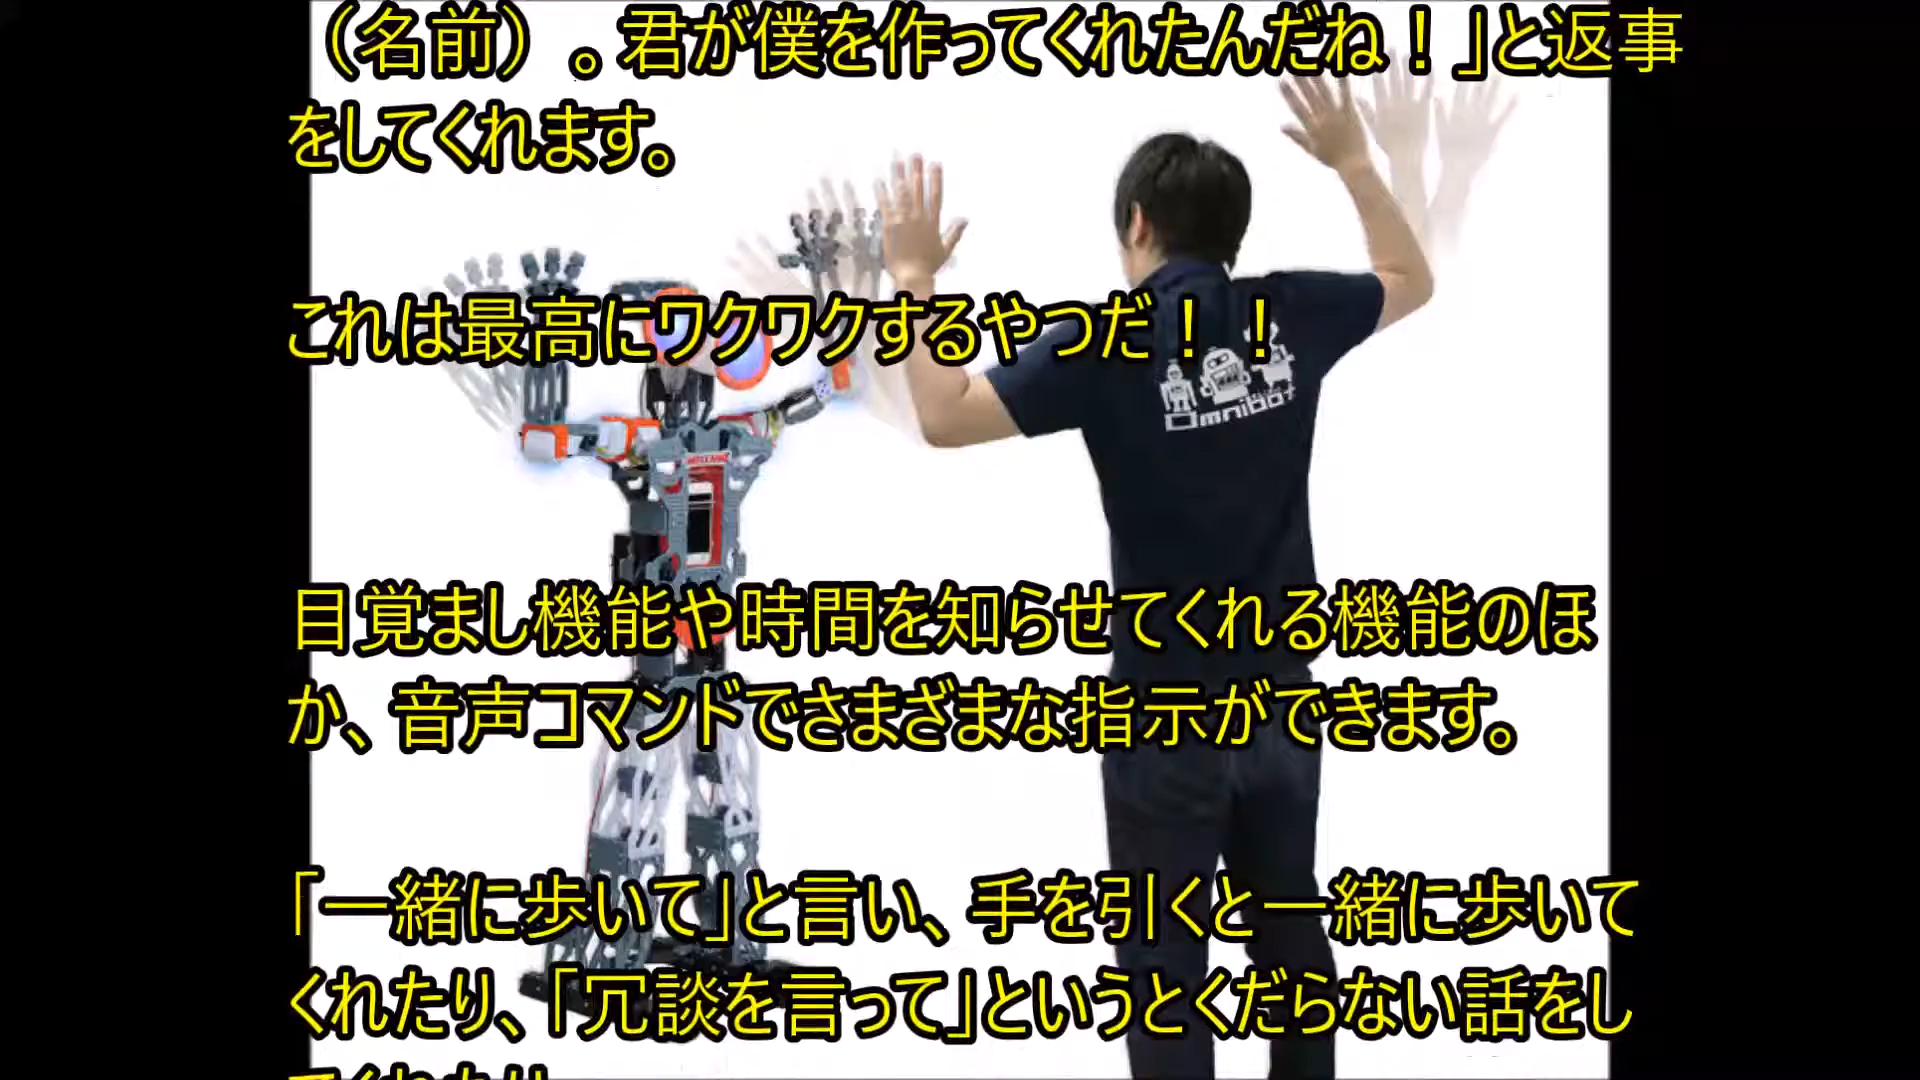 （名前）。君が僕を作ってくれたんだね！」と返事
をしてくれます。
これは最高にワクワクするやつだ！！
目覚まし機能や時間を知らせてくれる機能のほ
か、音声コマンドでさまざまな指示ができます。
「一緒に歩いて」と言い、手を引くと一緒に歩いて
くれたり、「冗談を言って」というとくだらない話をし
てくれたり
Omnibot
MECCANO